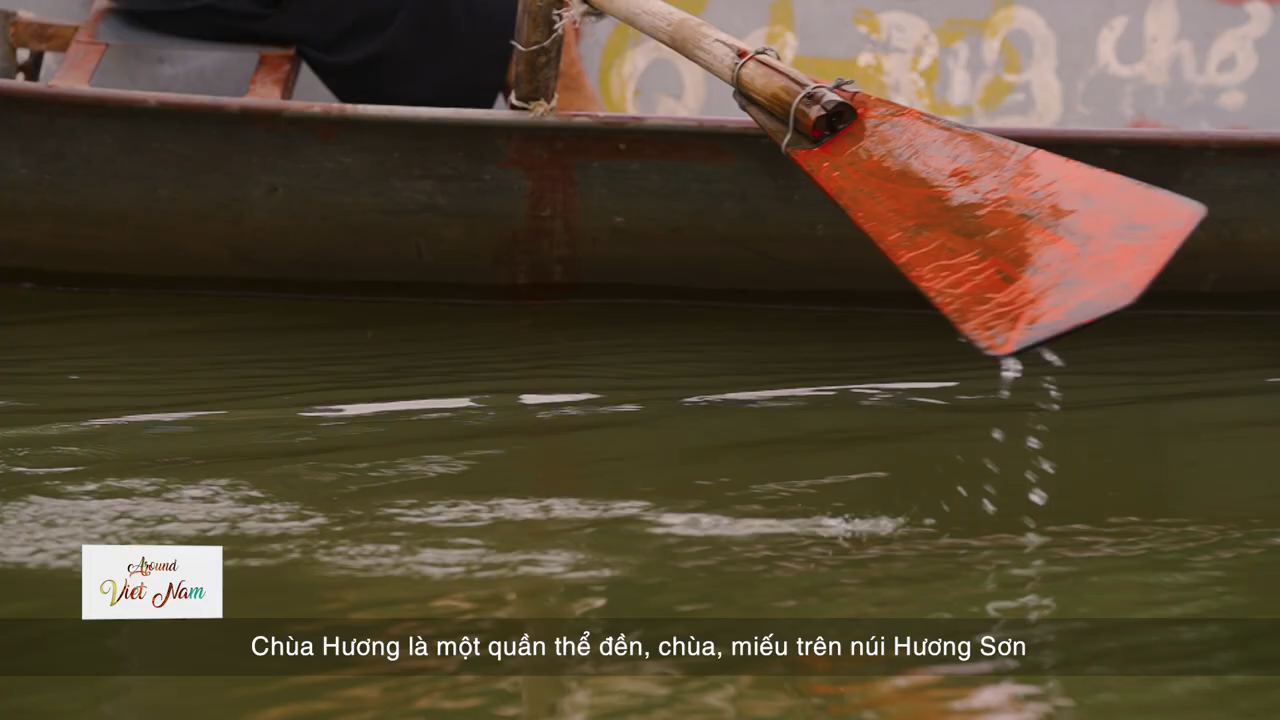 Around
Viet Nam
Chùa Hương là một quần thể đền, chùa, miếu trên núi Hương Sơn